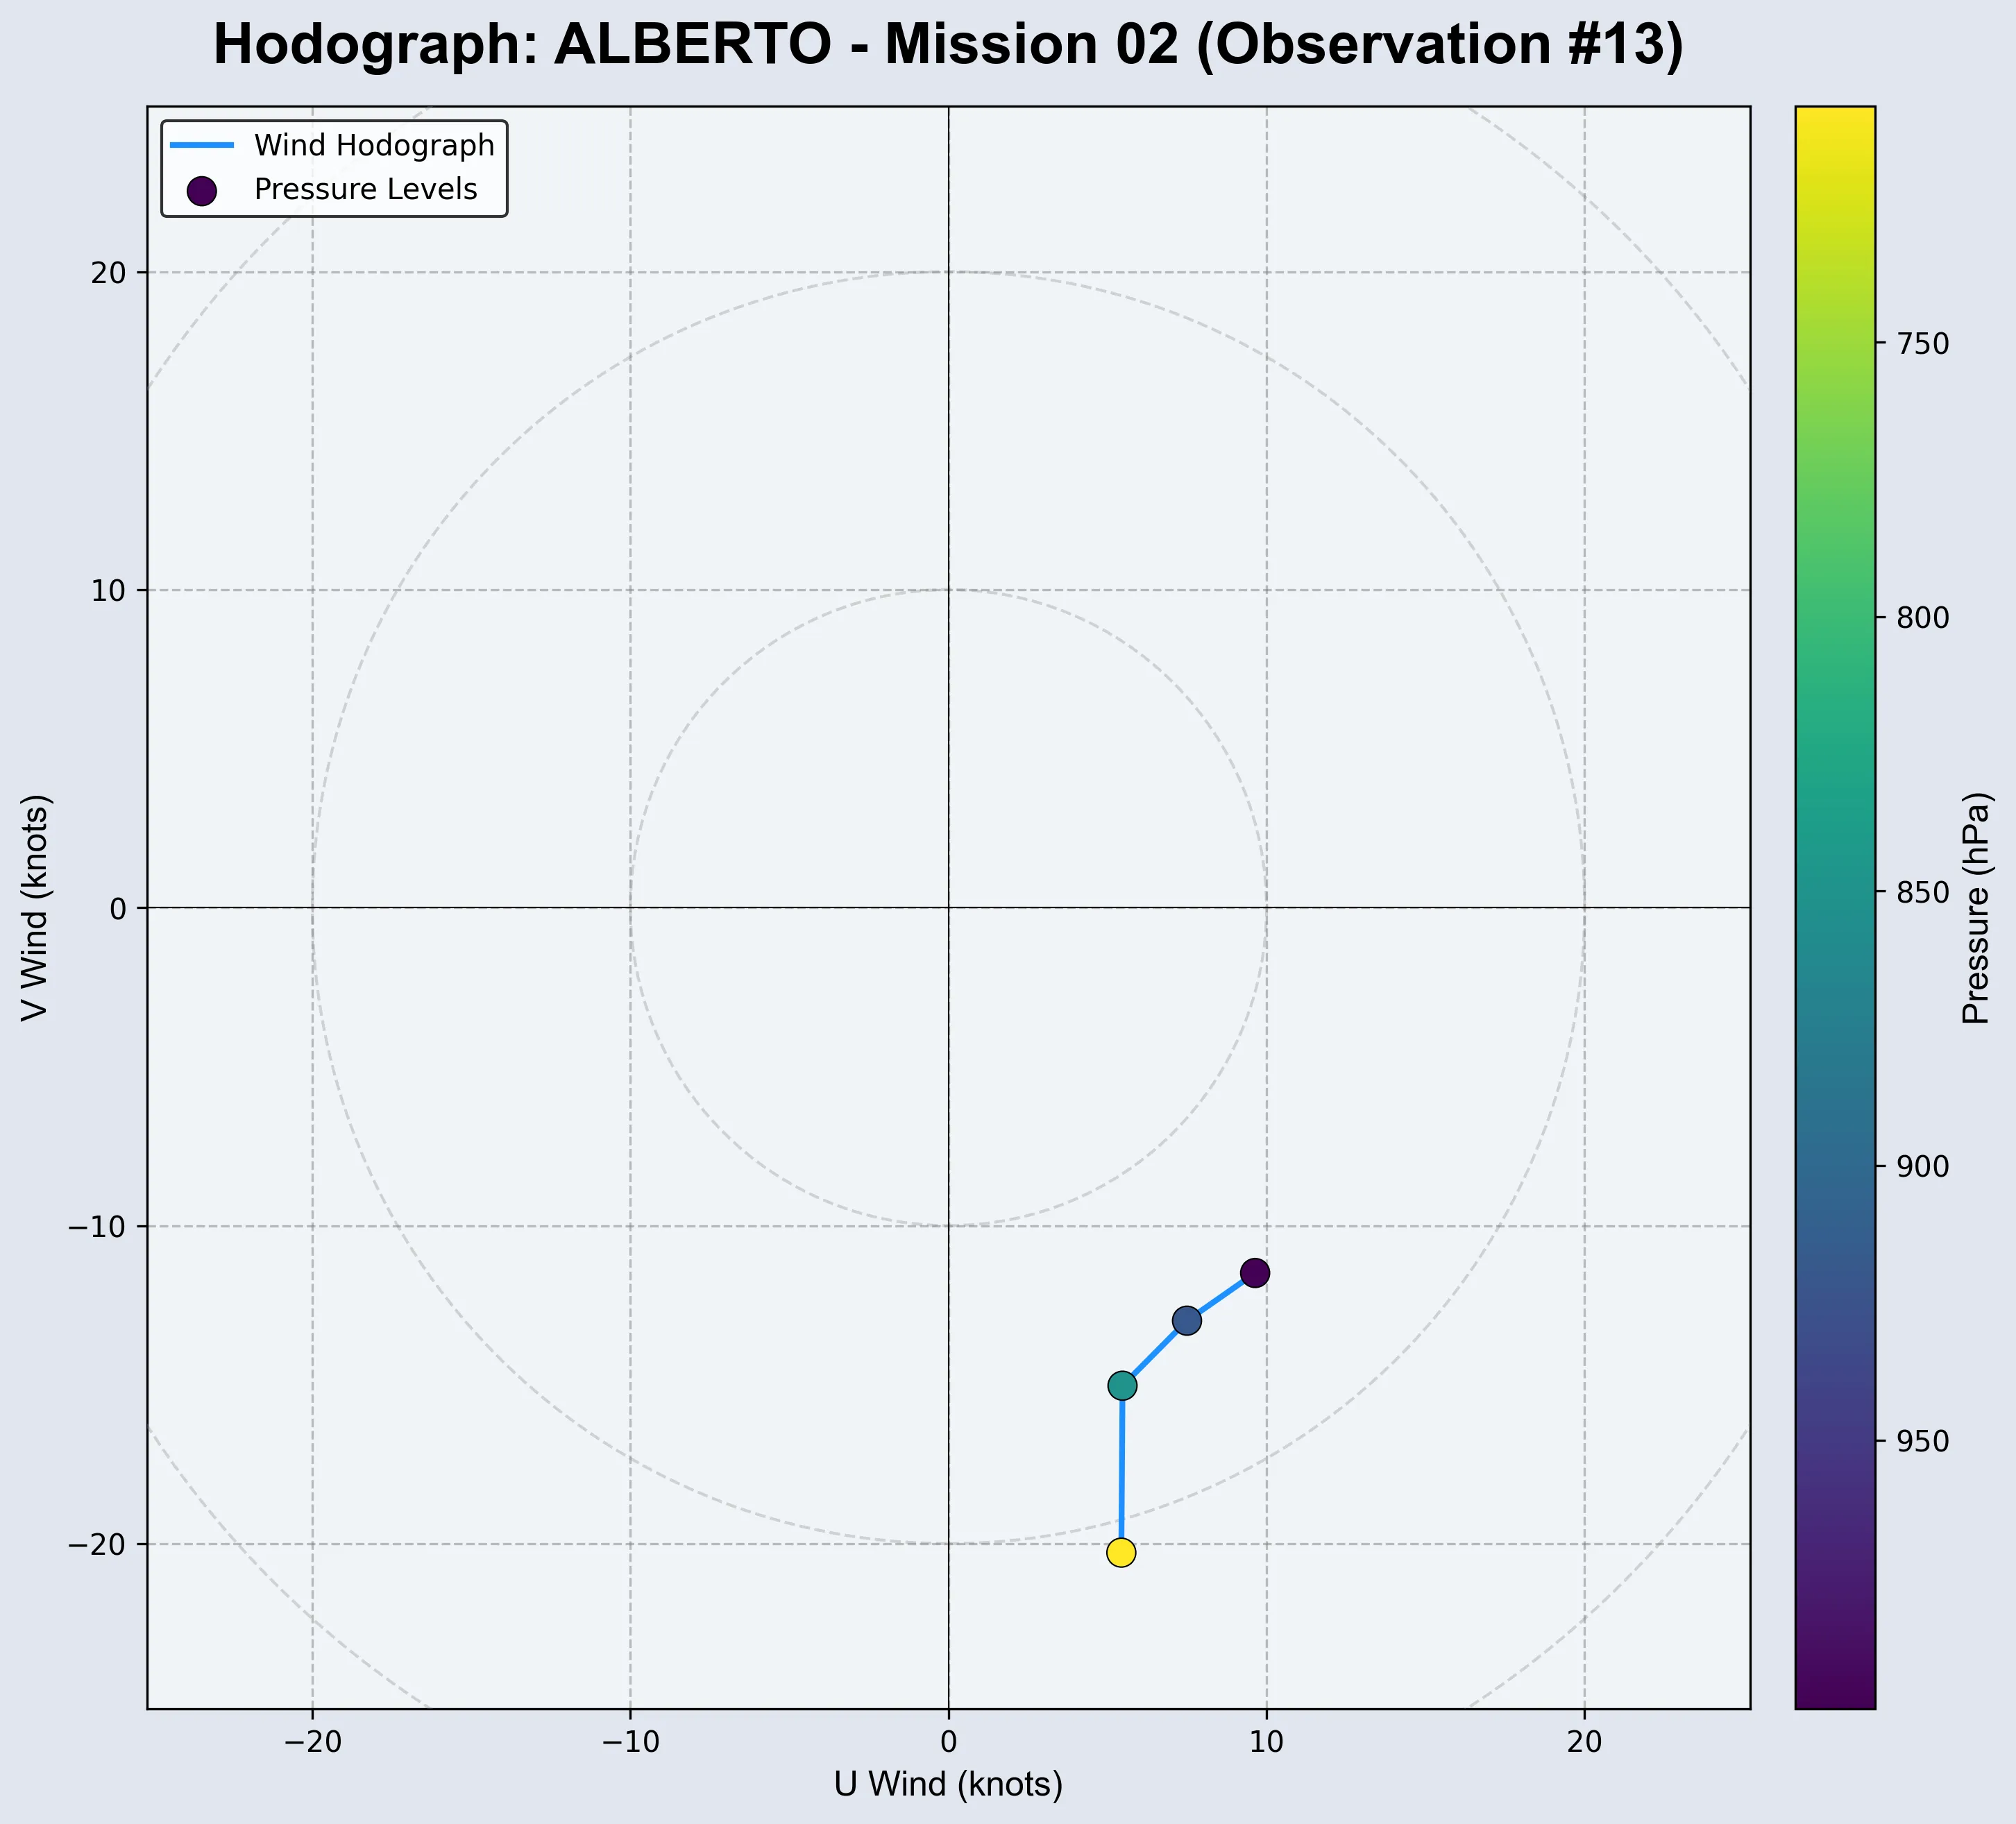 Hodograph: ALBERTO - Mission 02 (Observation #13)
Wind Hodograph
Pressure Levels
20
10
0
−10
−20
V Wind (knots)
−20
−10
0
10
20
U Wind (knots)
750
800
850
900
950
Pressure (hPa)